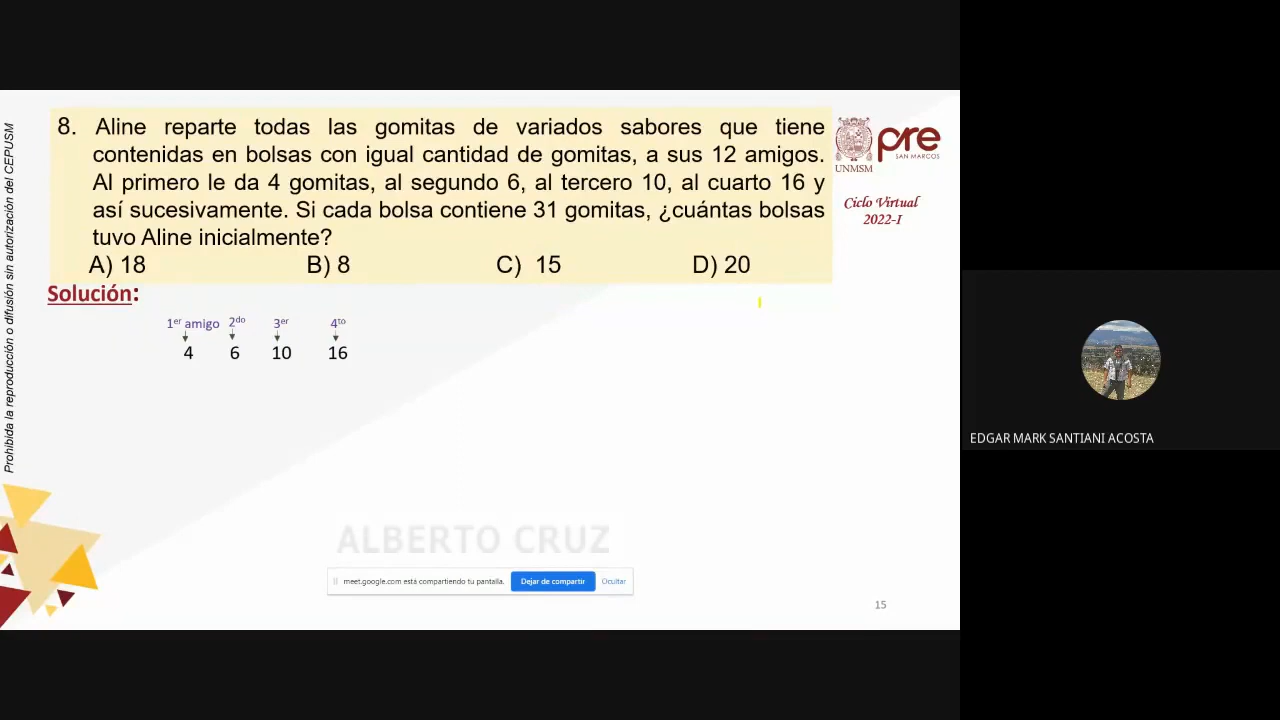 Prohibida la reproducción o difusión sin autorización del CEPUSM
8. Aline reparte todas las gomitas de variados sabores que tiene
contenidas en bolsas con igual cantidad de gomitas, a sus 12 amigos.
Al primero le da 4 gomitas, al segundo 6, al tercero 10, al cuarto 16 y
así sucesivamente. Si cada bolsa contiene 31 gomitas, ¿cuántas bolsas
tuvo Aline inicialmente?
A) 18 B) 8 C) 15 D) 20
UNMSM
pre
SAN MARCOS
Ciclo Virtual
2022-I
Solución:
1er amigo 2do 3er 4to
4 6 10 16
ALBERTO CRUZ
meet.google.com está compartiendo tu pantalla. Dejar de compartir Ocultar
15
EDGAR MARK SANTIANI ACOSTA